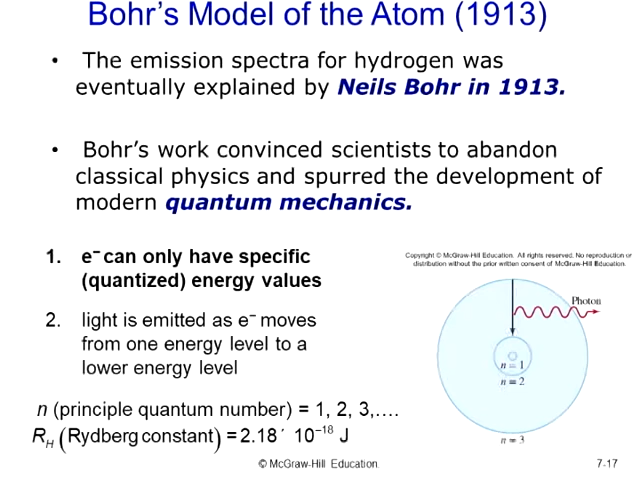 Bohr’s Model of the Atom (1913)
• The emission spectra for hydrogen was
eventually explained by Neils Bohr in 1913.
• Bohr’s work convinced scientists to abandon
classical physics and spurred the development of
modern quantum mechanics.
1. e⁻ can only have specific
(quantized) energy values
2. light is emitted as e⁻ moves
from one energy level to a
lower energy level
n (principle quantum number) = 1, 2, 3,….
R_H (Rydberg constant) = 2.18´ 10⁻¹⁸ J
Copyright © McGraw-Hill Education. All rights reserved. No reproduction or
distribution without the prior written consent of McGraw-Hill Education.
Photon
n = 1
n = 2
n = 3
© McGraw-Hill Education.
7-17